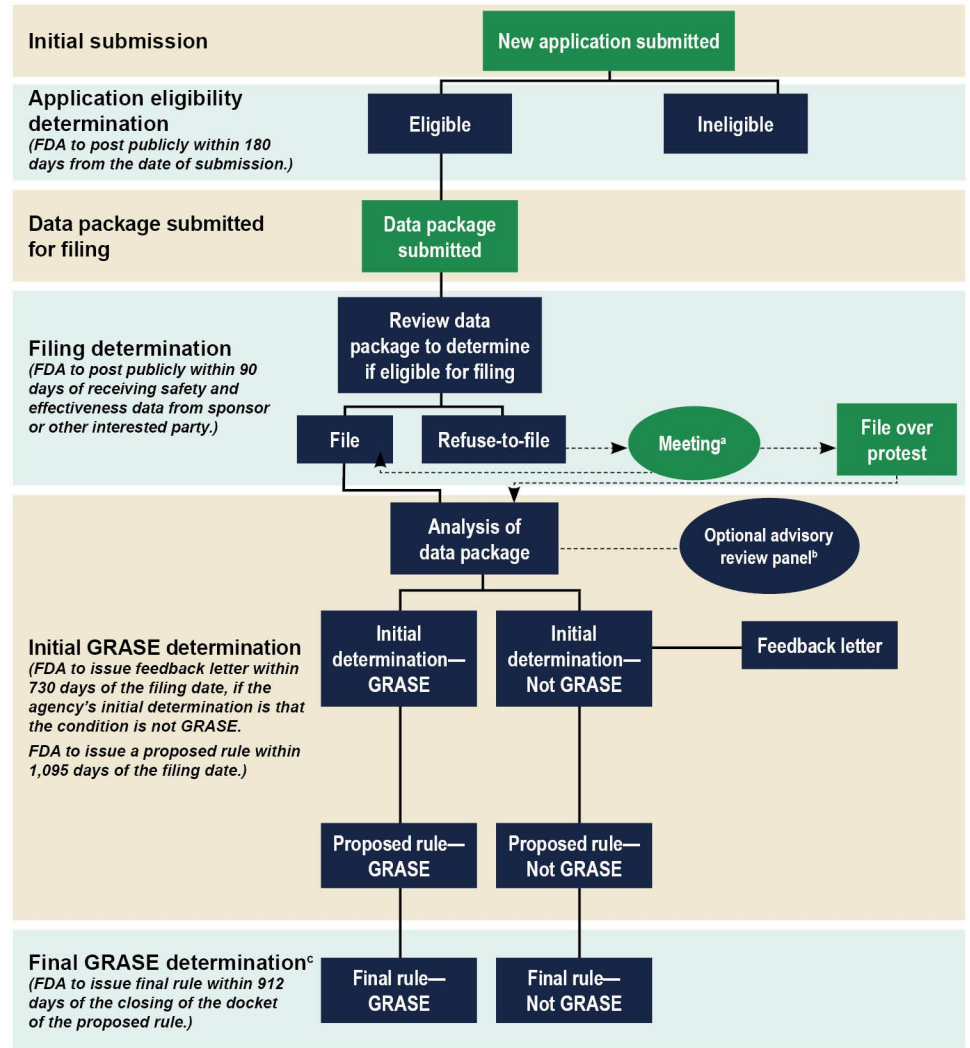 Initial submission
New application submitted
Application eligibility
determination
(FDA to post publicly within 180
days from the date of submission.)
Eligible
Ineligible
Data package submitted
for filing
Data package
submitted
Filing determination
(FDA to post publicly within 90
days of receiving safety and
effectiveness data from sponsor
or other interested party.)
Review data
package to determine
if eligible for filing
File
Refuse-to-file
Meetingᵃ
File over
protest
Analysis of
data package
Optional advisory
review panelᵇ
Initial GRASE determination
(FDA to issue feedback letter within
730 days of the filing date, if the
agency’s initial determination is that
the condition is not GRASE.
FDA to issue a proposed rule within
1,095 days of the filing date.)
Initial
determination—
GRASE
Initial
determination—
Not GRASE
Feedback letter
Proposed rule—
GRASE
Proposed rule—
Not GRASE
Final GRASE determinationᶜ
(FDA to issue final rule within 912
days of the closing of the docket
of the proposed rule.)
Final rule—
GRASE
Final rule—
Not GRASE